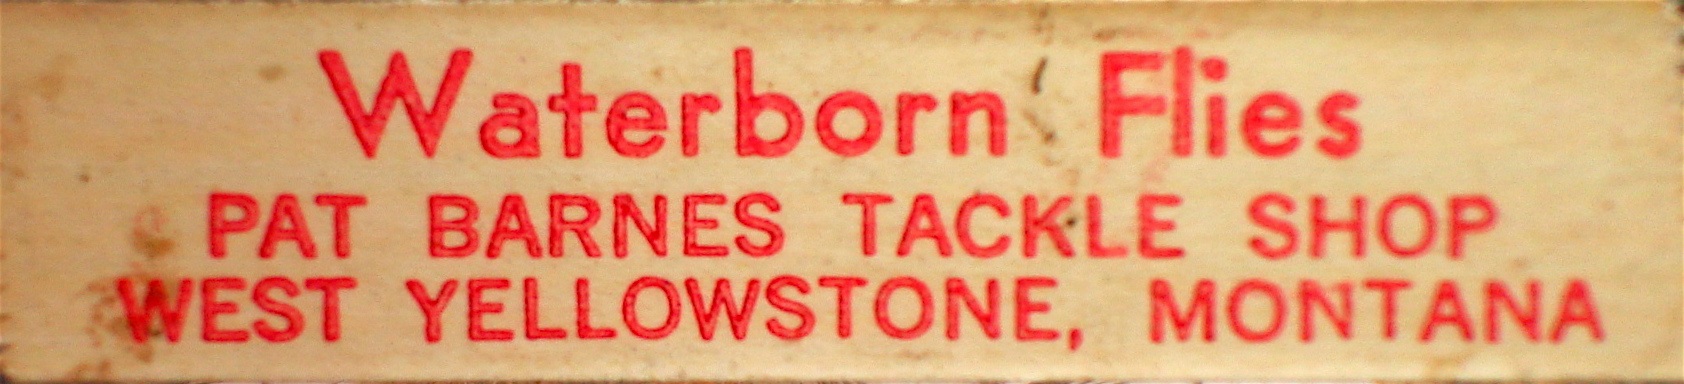 Waterborn Flies
PAT BARNES TACKLE SHOP
WEST YELLOWSTONE, MONTANA